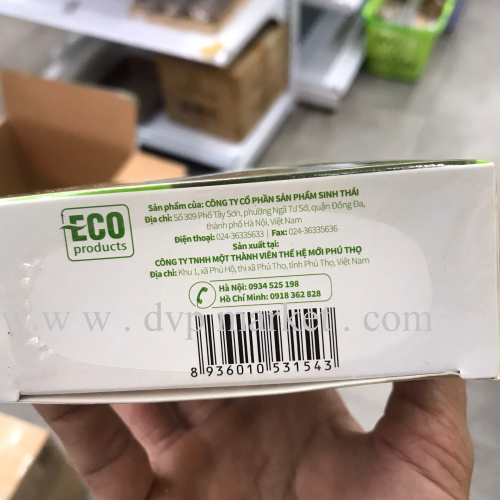 ECO
products
Sản phẩm của: CÔNG TY CỔ PHẦN SẢN PHẨM SINH THÁI
Địa chỉ: Số 309 Phố Tây Sơn, phường Ngã Tư Sở, quận Đống Đa,
thành phố Hà Nội, Việt Nam
Điện thoại: 024-36335633 | Fax: 024-36335636
Sản xuất tại:
CÔNG TY TNHH MỘT THÀNH VIÊN THẾ HỆ MỚI PHÚ THỌ
Địa chỉ: Khu 1, xã Phú Hộ, thị xã Phú Thọ, tỉnh Phú Thọ, Việt Nam
Hà Nội: 0934 525 198
Hồ Chí Minh: 0918 362 828
www.dvpmarket.com
8 936010 531543